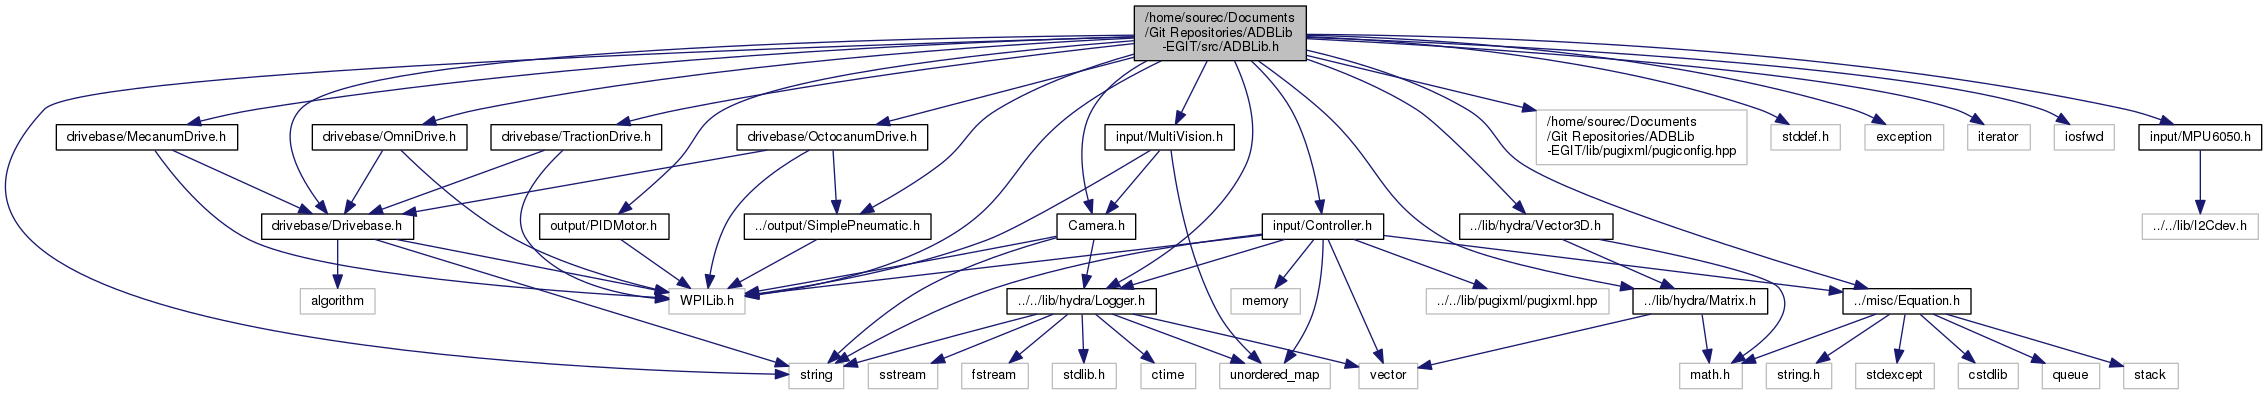 /home/sourec/Documents
/Git Repositories/ADBLib
-EGIT/src/ADBLib.h
drivebase/MecanumDrive.h
drivebase/OmniDrive.h
drivebase/TractionDrive.h
drivebase/OctocanumDrive.h
input/MultiVision.h
/home/sourec/Documents
/Git Repositories/ADBLib
-EGIT/lib/pugixml/pugiconfig.hpp
stddef.h
exception
iterator
iosfwd
input/MPU6050.h
drivebase/Drivebase.h
output/PIDMotor.h
../output/SimplePneumatic.h
Camera.h
input/Controller.h
../lib/hydra/Vector3D.h
../../lib/I2Cdev.h
algorithm
WPILib.h
../../lib/hydra/Logger.h
memory
../../lib/pugixml/pugixml.hpp
../lib/hydra/Matrix.h
../misc/Equation.h
string
sstream
fstream
stdlib.h
ctime
unordered_map
vector
math.h
string.h
stdexcept
cstdlib
queue
stack